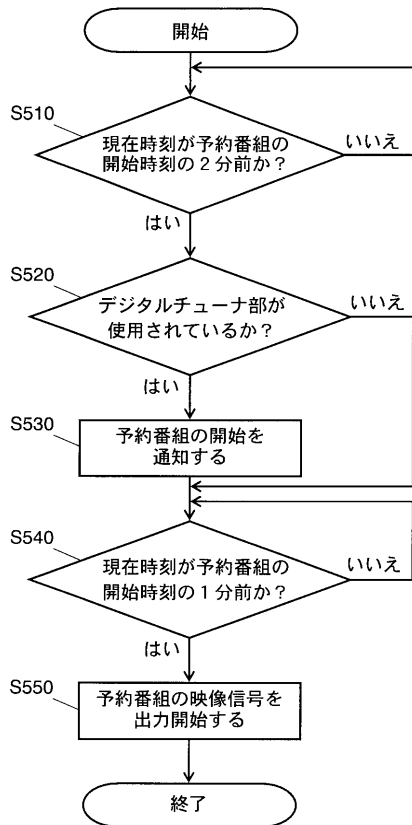 開始
S510
現在時刻が予約番組の
開始時刻の2分前か?
いいえ
はい
S520
デジタルチューナ部が
使用されているか?
いいえ
はい
S530
予約番組の開始を
通知する
S540
現在時刻が予約番組の
開始時刻の1分前か?
いいえ
はい
S550
予約番組の映像信号を
出力開始する
終了